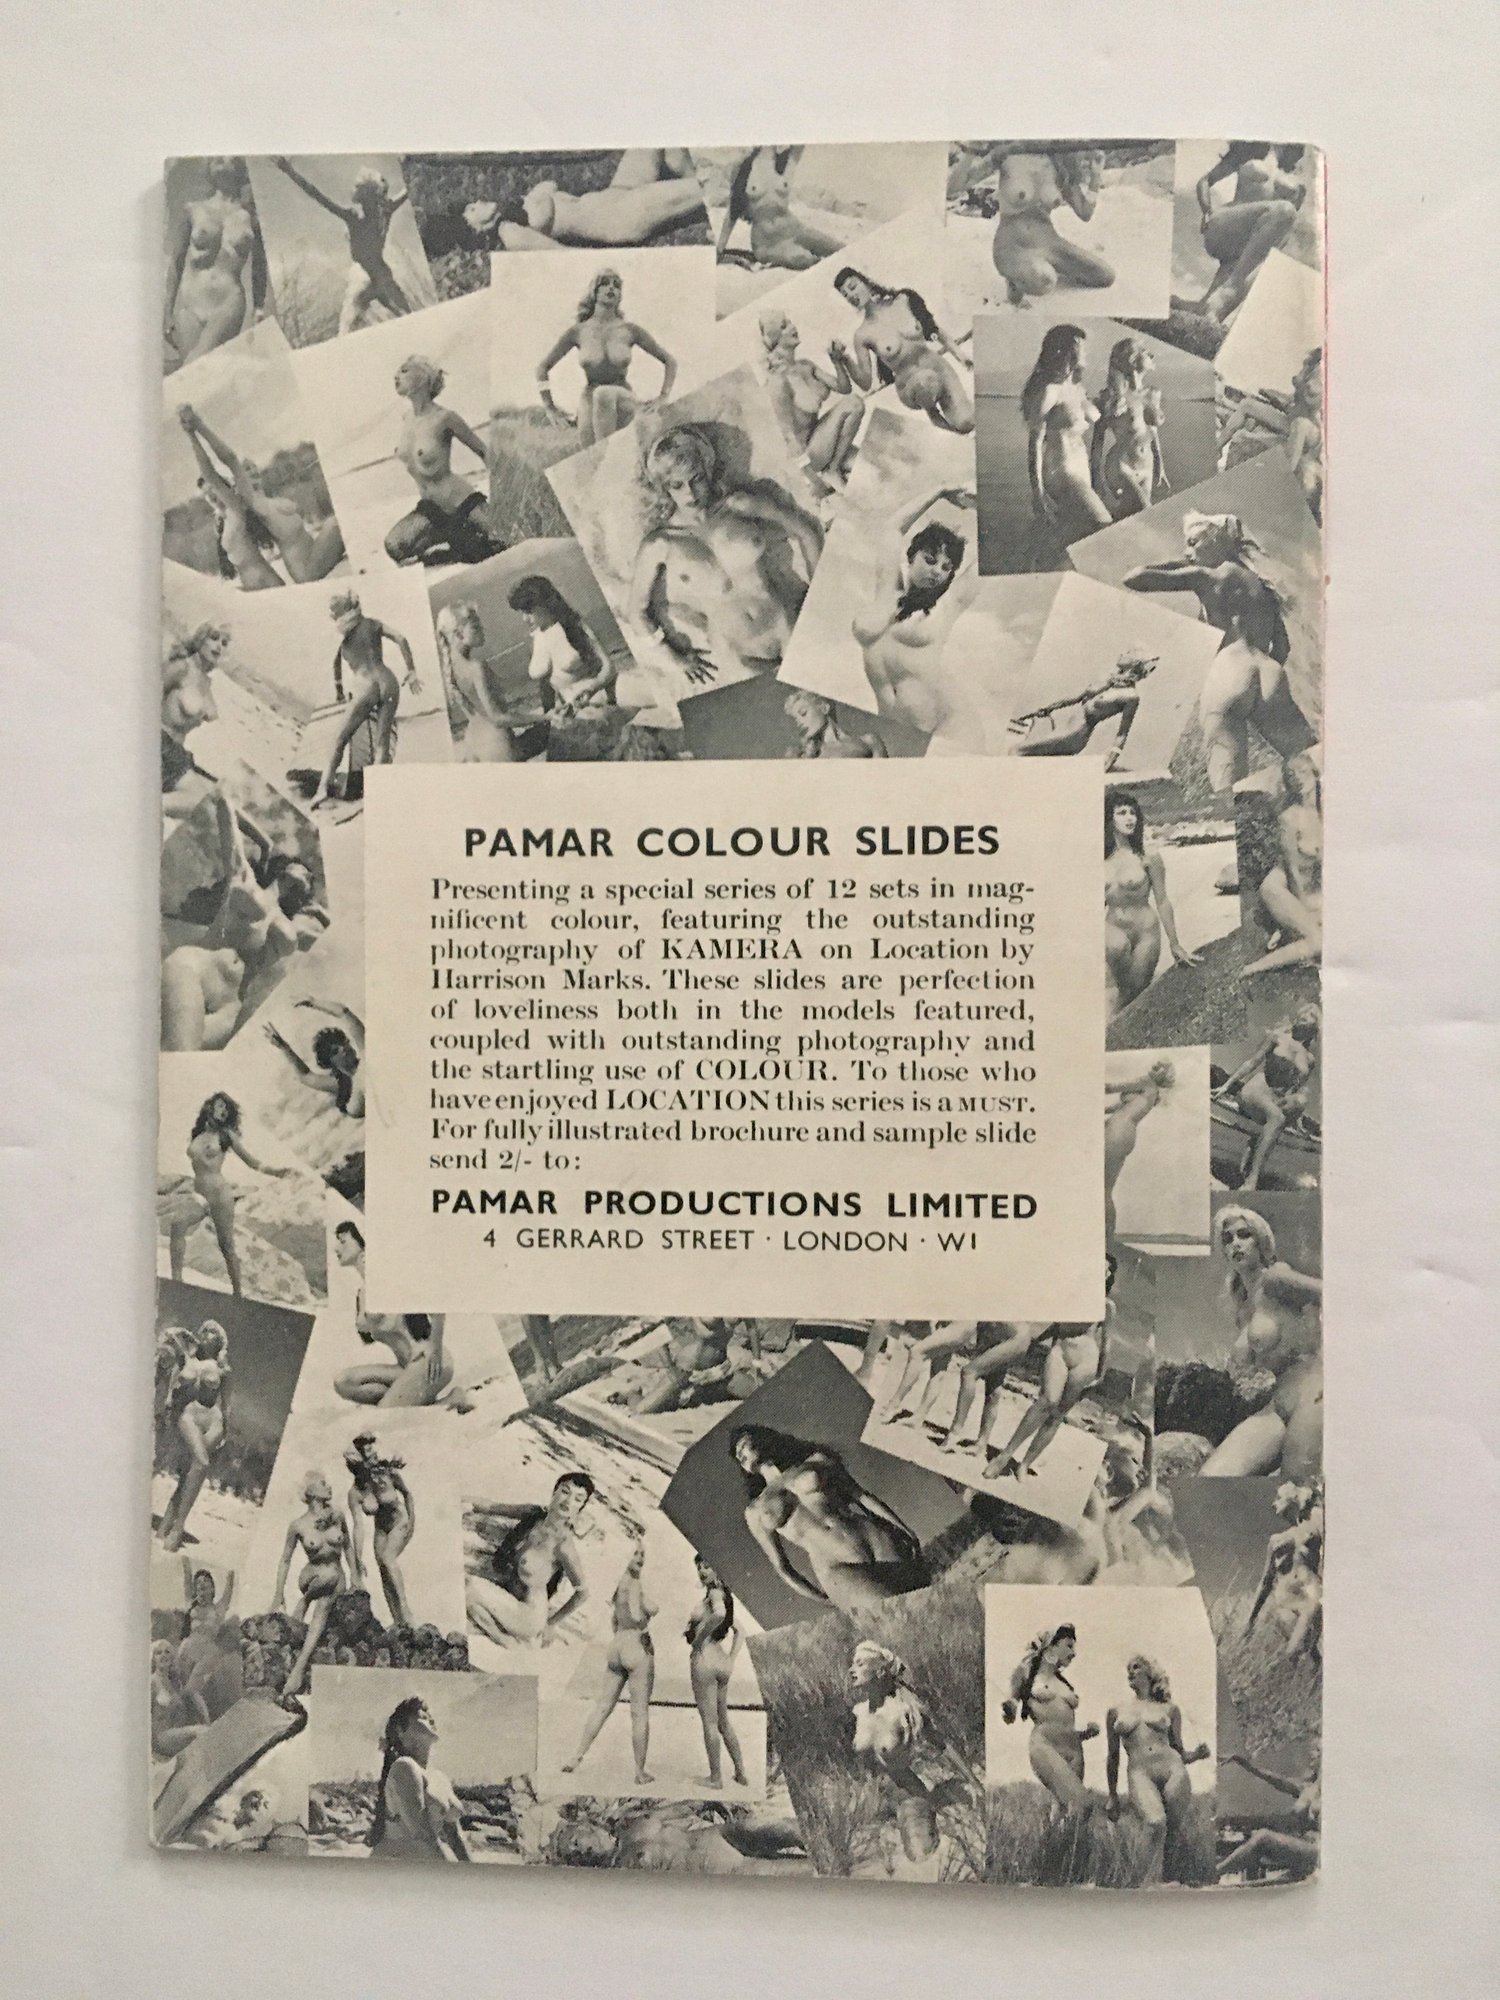 PAMAR COLOUR SLIDES
Presenting a special series of 12 sets in mag-
nificent colour, featuring the outstanding
photography of KAMERA on Location by
Harrison Marks. These slides are perfection
of loveliness both in the models featured,
coupled with outstanding photography and
the startling use of COLOUR. To those who
have enjoyed LOCATION this series is a MUST.
For fully illustrated brochure and sample slide
send 2/- to:
PAMAR PRODUCTIONS LIMITED
4 GERRARD STREET · LONDON · W1